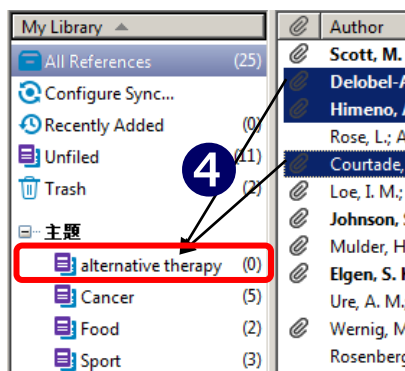 My Library
All References (25)
Configure Sync...
Recently Added (0)
Unfiled (11)
Trash (2)
主題
alternative therapy (0)
Cancer (5)
Food (2)
Sport (3)
4
Author
Scott, M.
Delobel-A
Himeno,
Rose, L.; A
Courtade,
Loe, I. M.;
Johnson,
Mulder, H
Elgen, S.
Ure, A. M.
Wernig, M
Rosenberg